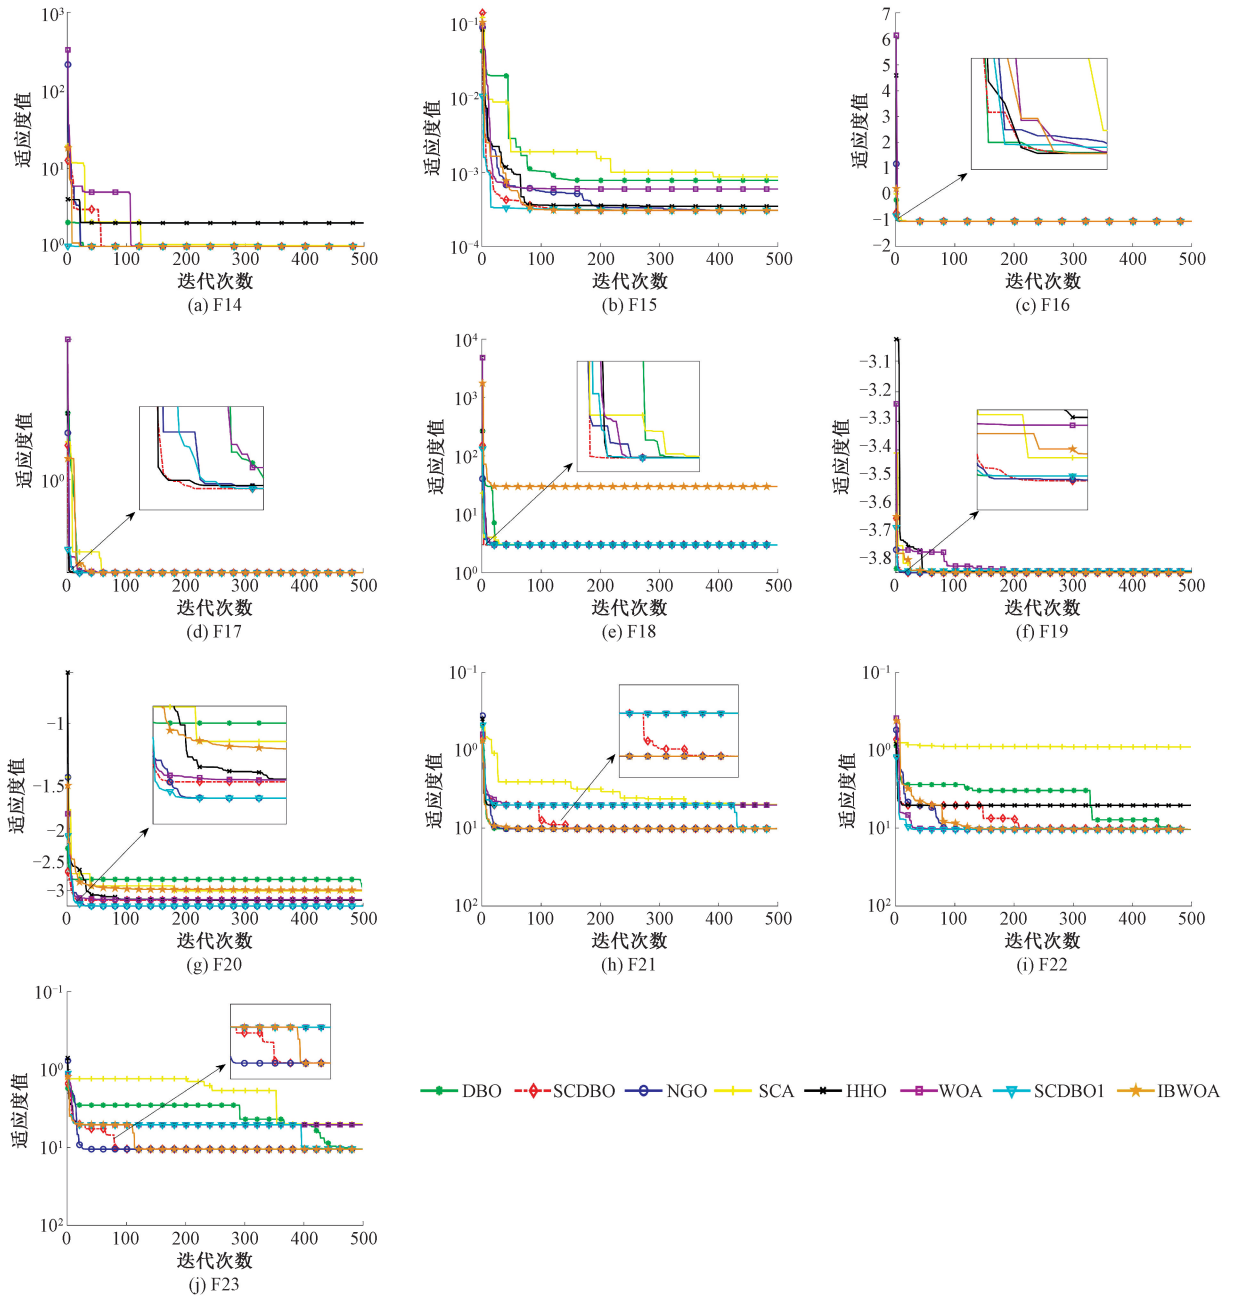 10³
10²
10¹
10⁰
0 100 200 300 400 500
适应度值
迭代次数
(a) F14
10⁻¹
10⁻²
10⁻³
10⁻⁴
0 100 200 300 400 500
适应度值
迭代次数
(b) F15
7
6
5
4
3
2
1
0
−1
−2
0 100 200 300 400 500
适应度值
迭代次数
(c) F16
10⁰
0 100 200 300 400 500
适应度值
迭代次数
(d) F17
10⁴
10³
10²
10¹
10⁰
0 100 200 300 400 500
适应度值
迭代次数
(e) F18
−3.1
−3.2
−3.3
−3.4
−3.5
−3.6
−3.7
−3.8
0 100 200 300 400 500
适应度值
迭代次数
(f) F19
−1
−1.5
−2
−2.5
−3
0 100 200 300 400 500
适应度值
迭代次数
(g) F20
10⁻¹
10⁰
10¹
10²
0 100 200 300 400 500
适应度值
迭代次数
(h) F21
10⁻¹
10⁰
10¹
10²
0 100 200 300 400 500
适应度值
迭代次数
(i) F22
10⁻¹
10⁰
10¹
10²
0 100 200 300 400 500
适应度值
迭代次数
(j) F23
DBO SCDBO NGO SCA HHO WOA SCDBO1 IBWOA